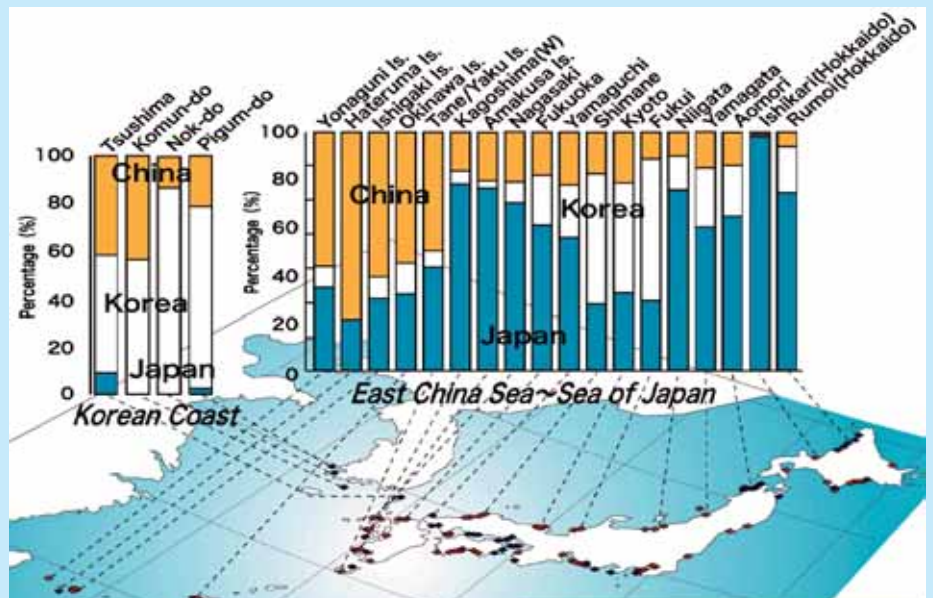 Tsushima
Komun-do
Nok-do
Pigum-do
Percentage (%)
100
80
60
40
20
0
China
Korea
Japan
Korean Coast
Yonaguni Is.
Hateruma Is.
Ishigaki Is.
Okinawa Is.
Tane/Yaku Is.
Kagoshima(W)
Amakusa Is.
Nagasaki
Fukuoka
Yamaguchi
Shimane
Kyoto
Fukui
Niigata
Yamagata
Aomori
Ishikari(Hokkaido)
Rumoi(Hokkaido)
Percentage (%)
100
80
60
40
20
0
China
Korea
Japan
East China Sea~Sea of Japan